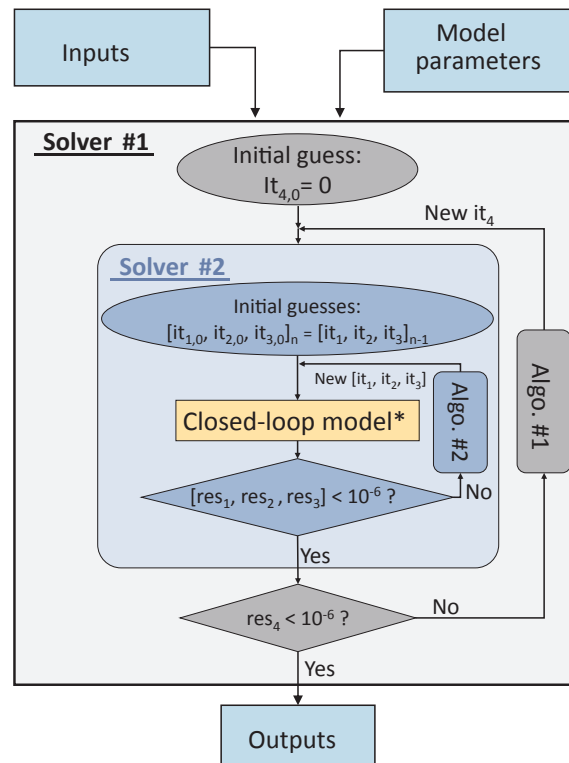 Inputs
Model
parameters
Solver #1
Initial guess:
It₄,₀ = 0
New it₄
Solver #2
Initial guesses:
[it₁,₀, it₂,₀, it₃,₀]ₙ = [it₁, it₂, it₃]ₙ₋₁
New [it₁, it₂, it₃]
Algo. #2
Algo. #1
Closed-loop model*
[res₁, res₂ , res₃] < 10⁻⁶ ?
No
Yes
res₄ < 10⁻⁶ ?
No
Yes
Outputs